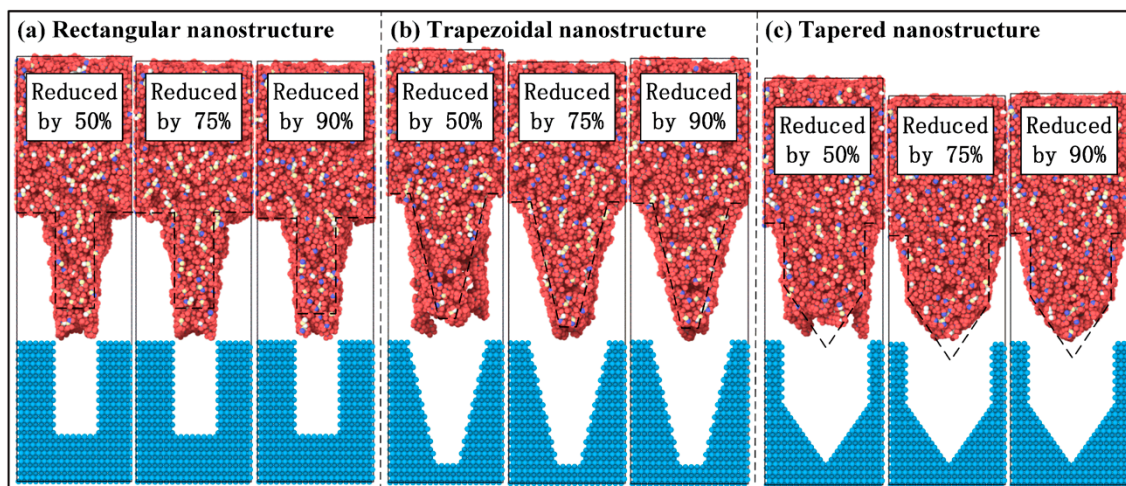 (a) Rectangular nanostructure
Reduced
by 50%
Reduced
by 75%
Reduced
by 90%
(b) Trapezoidal nanostructure
Reduced
by 50%
Reduced
by 75%
Reduced
by 90%
(c) Tapered nanostructure
Reduced
by 50%
Reduced
by 75%
Reduced
by 90%